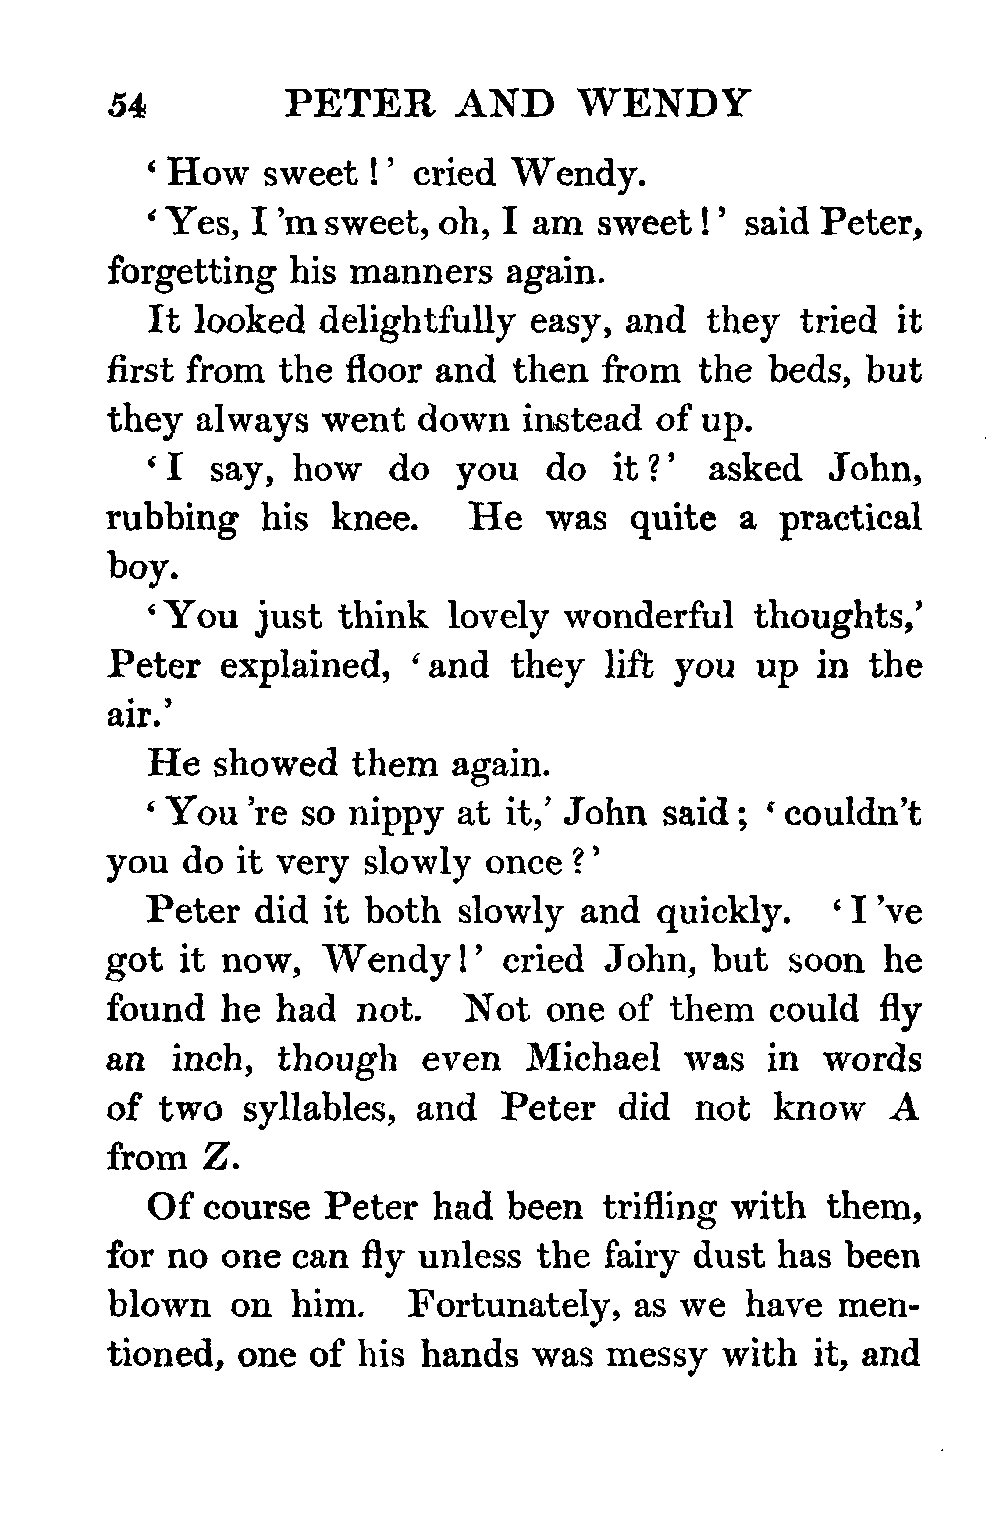 54 PETER AND WENDY
‘How sweet!’ cried Wendy.
‘Yes, I’m sweet, oh, I am sweet!’ said Peter,
forgetting his manners again.
It looked delightfully easy, and they tried it
first from the floor and then from the beds, but
they always went down instead of up.
‘I say, how do you do it?’ asked John,
rubbing his knee. He was quite a practical
boy.
‘You just think lovely wonderful thoughts,’
Peter explained, ‘and they lift you up in the
air.’
He showed them again.
‘You’re so nippy at it,’ John said; ‘couldn’t
you do it very slowly once?’
Peter did it both slowly and quickly. ‘I’ve
got it now, Wendy!’ cried John, but soon he
found he had not. Not one of them could fly
an inch, though even Michael was in words
of two syllables, and Peter did not know A
from Z.
Of course Peter had been trifling with them,
for no one can fly unless the fairy dust has been
blown on him. Fortunately, as we have men-
tioned, one of his hands was messy with it, and